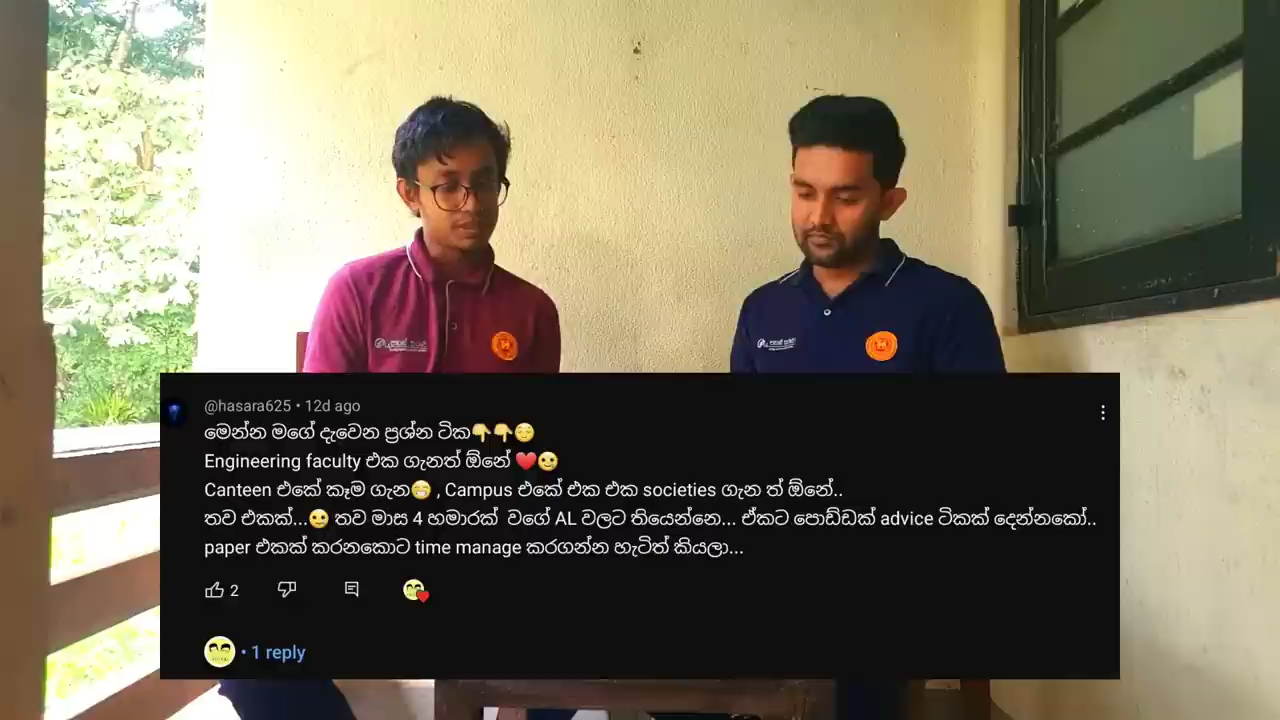 @hasara625 • 12d ago
මෙන්න මගේ දැවෙන ප්‍රශ්න ටික👇👇😌
Engineering faculty එක ගැනත් ඕනේ ❤️🙂
Canteen එකේ කෑම ගැන😁 , Campus එකේ එක එක societies ගැන ත් ඕනේ..
තව එකක්...🙂 තව මාස 4 හමාරක් වගේ AL වලට තියෙන්නෙ... ඒකට පොඩ්ඩක් advice ටිකක් දෙන්නකෝ..
paper එකක් කරනකොට time manage කරගන්න හැටිත් කියලා...
2
• 1 reply